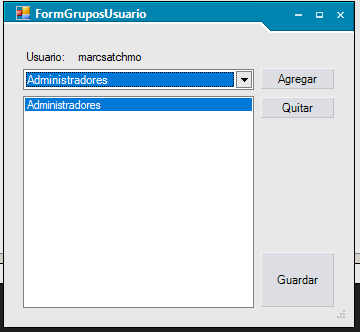 FormGruposUsuario
Usuario: marcsatchmo
Administradores
Agregar
Administradores
Quitar
Guardar